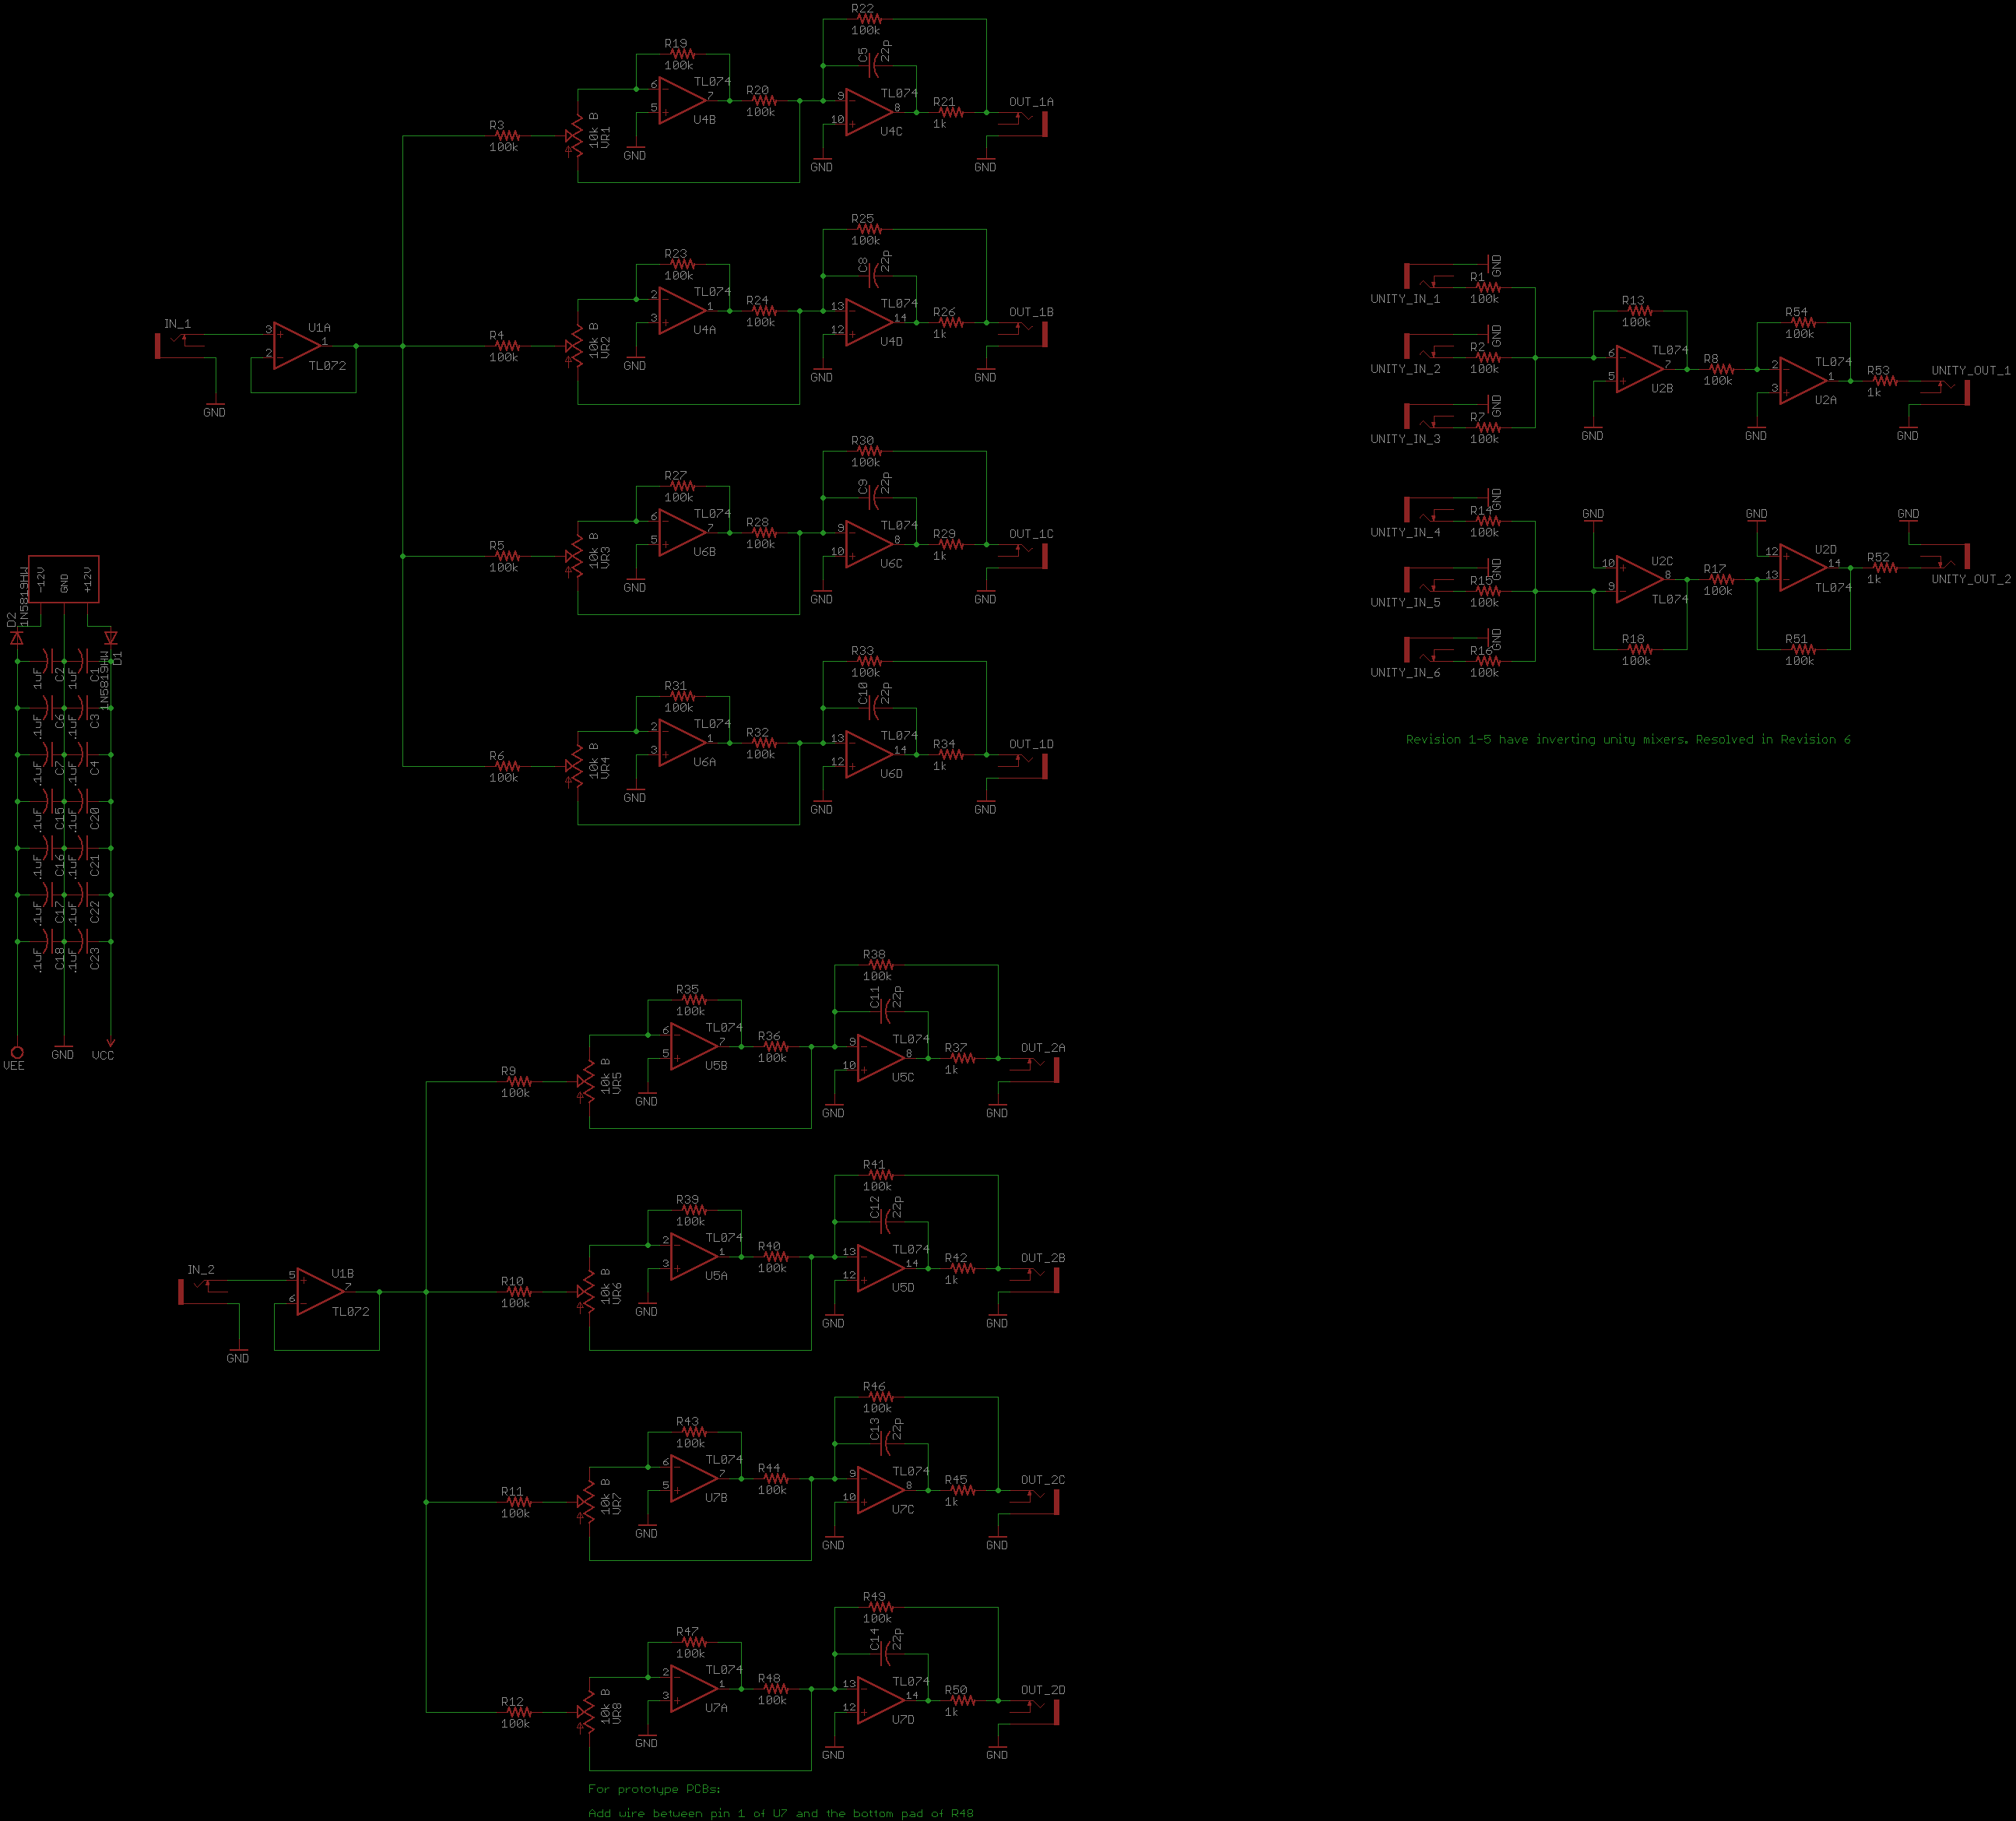 R22
100k
R19
100k
C5
22p
TL074
6
7
5
U4B
R20
100k
TL074
9
8
10
U4C
R21
1k
OUT_1A
R3
100k
10k B
VR1
GND
GND
GND
R25
100k
R23
100k
C8
22p
TL074
2
1
3
U4A
R24
100k
TL074
13
14
12
U4D
R26
1k
OUT_1B
R4
100k
10k B
VR2
GND
GND
GND
IN_1
3
2
1
U1A
TL072
GND
R30
100k
R27
100k
C9
22p
TL074
6
7
5
U6B
R28
100k
TL074
9
8
10
U6C
R29
1k
OUT_1C
R5
100k
10k B
VR3
GND
GND
GND
R33
100k
R31
100k
C10
22p
TL074
2
1
3
U6A
R32
100k
TL074
13
14
12
U6D
R34
1k
OUT_1D
R6
100k
10k B
VR4
GND
GND
GND
UNITY_IN_1
GND
R1
100k
UNITY_IN_2
GND
R2
100k
UNITY_IN_3
GND
R7
100k
R13
100k
TL074
6
7
5
U2B
GND
R8
100k
R54
100k
TL074
2
1
3
U2A
GND
R53
1k
UNITY_OUT_1
GND
UNITY_IN_4
GND
R14
100k
UNITY_IN_5
GND
R15
100k
UNITY_IN_6
GND
R16
100k
GND
10
9
8
U2C
TL074
R18
100k
R17
100k
GND
12
13
14
U2D
TL074
R51
100k
R52
1k
GND
UNITY_OUT_2
Revision 1-5 have inverting unity mixers. Resolved in Revision 6
-12V
GND
+12V
D2
1N5819HW
D1
1N5819HW
1uF
C2
1uF
C1
.1uF
C6
.1uF
C3
.1uF
C7
.1uF
C4
.1uF
C15
.1uF
C20
.1uF
C16
.1uF
C21
.1uF
C17
.1uF
C22
.1uF
C18
.1uF
C23
VEE
GND
VCC
R38
100k
R35
100k
C11
22p
TL074
6
7
5
U5B
R36
100k
TL074
9
8
10
U5C
R37
1k
OUT_2A
R9
100k
10k B
VR5
GND
GND
GND
R41
100k
R39
100k
C12
22p
TL074
2
1
3
U5A
R40
100k
TL074
13
14
12
U5D
R42
1k
OUT_2B
R10
100k
10k B
VR6
GND
GND
GND
IN_2
5
6
7
U1B
TL072
GND
R46
100k
R43
100k
C13
22p
TL074
6
7
5
U7B
R44
100k
TL074
9
8
10
U7C
R45
1k
OUT_2C
R11
100k
10k B
VR7
GND
GND
GND
R49
100k
R47
100k
C14
22p
TL074
2
1
3
U7A
R48
100k
TL074
13
14
12
U7D
R50
1k
OUT_2D
R12
100k
10k B
VR8
GND
GND
GND
For prototype PCBs:
Add wire between pin 1 of U7 and the bottom pad of R48